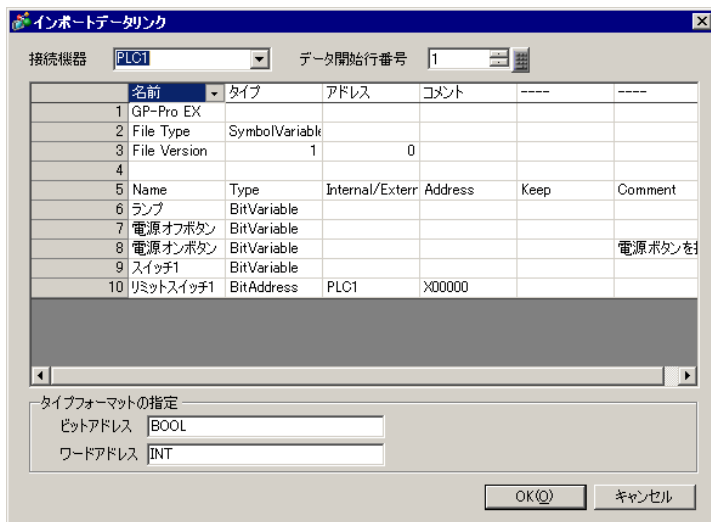 インポートデータリンク
接続機器 PLC1 データ開始行番号 1
名前 タイプ アドレス コメント ---- ----
1 GP-Pro EX
2 File Type SymbolVariable
3 File Version 1 0
4
5 Name Type Internal/Extern Address Keep Comment
6 ランプ BitVariable
7 電源オフボタン BitVariable
8 電源オンボタン BitVariable 電源ボタンを
9 スイッチ1 BitVariable
10 リミットスイッチ1 BitAddress PLC1 X00000
タイプフォーマットの指定
ビットアドレス BOOL
ワードアドレス INT
OK(O) キャンセル